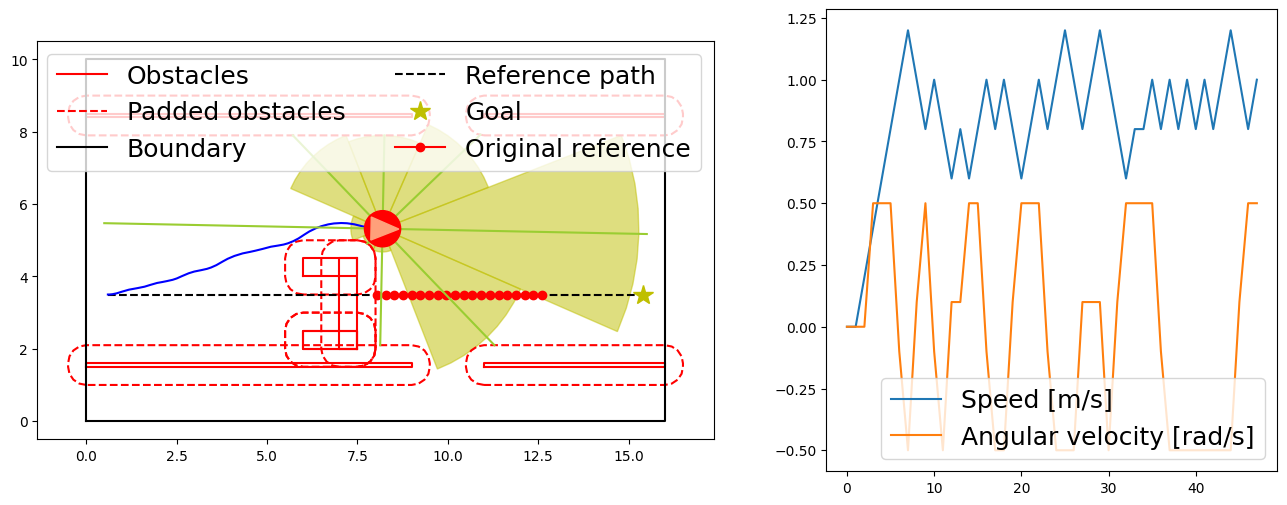 Obstacles
Padded obstacles
Boundary
Reference path
Goal
Original reference
10
8
6
4
2
0
0.0 2.5 5.0 7.5 10.0 12.5 15.0
1.25
1.00
0.75
0.50
0.25
0.00
−0.25
−0.50
Speed [m/s]
Angular velocity [rad/s]
0 10 20 30 40